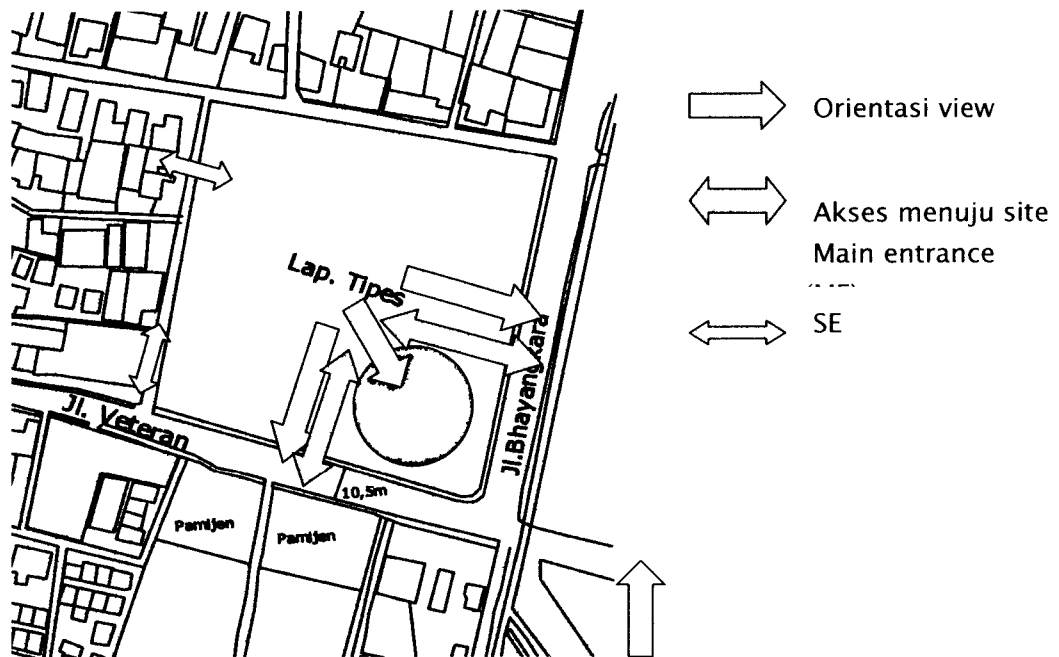 Orientasi view
Akses menuju site
Main entrance
SE
Lap. Tipes
Jl.Bhayangkara
Jl. Veteran
10,5m
Pamijen
Pamijen